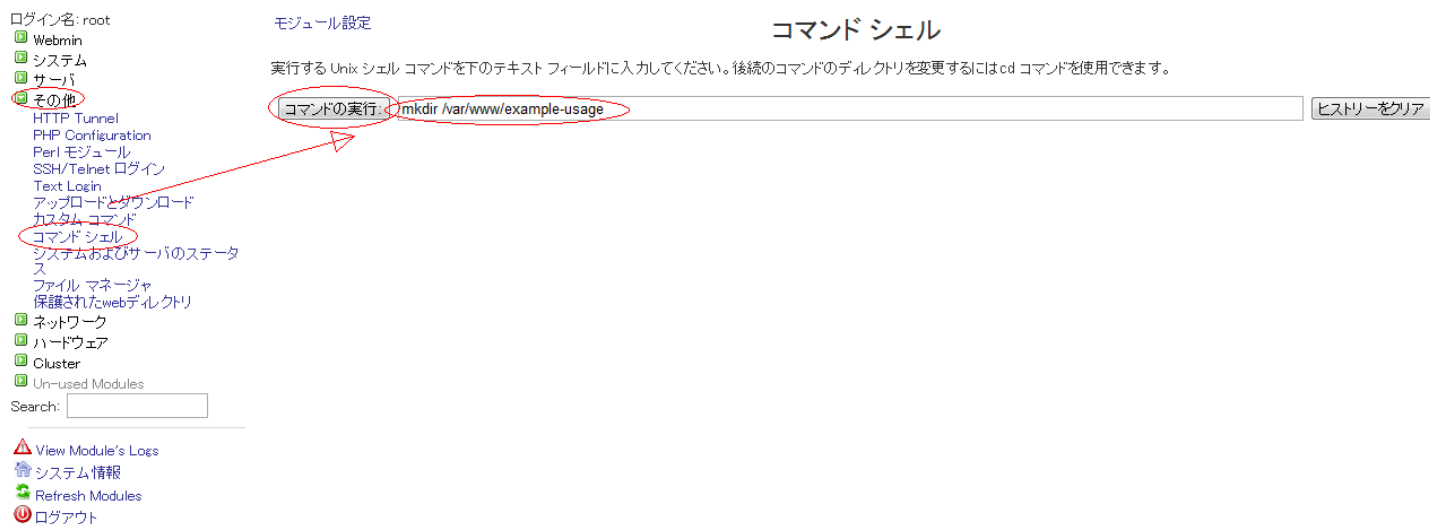 ログイン名: root
Webmin
システム
サーバ
その他
HTTP Tunnel
PHP Configuration
Perl モジュール
SSH/Telnet ログイン
Text Login
アップロードとダウンロード
カスタム コマンド
コマンド シェル
システムおよびサーバのステータ
ス
ファイル マネージャ
保護されたwebディレクトリ
ネットワーク
ハードウェア
Cluster
Un-used Modules
Search:
View Module's Logs
システム情報
Refresh Modules
ログアウト
モジュール設定
コマンド シェル
実行する Unix シェル コマンドを下のテキスト フィールドに入力してください。後続のコマンドのディレクトリを変更するにはcd コマンドを使用できます。
コマンドの実行: mkdir /var/www/example-usage ヒストリーをクリア